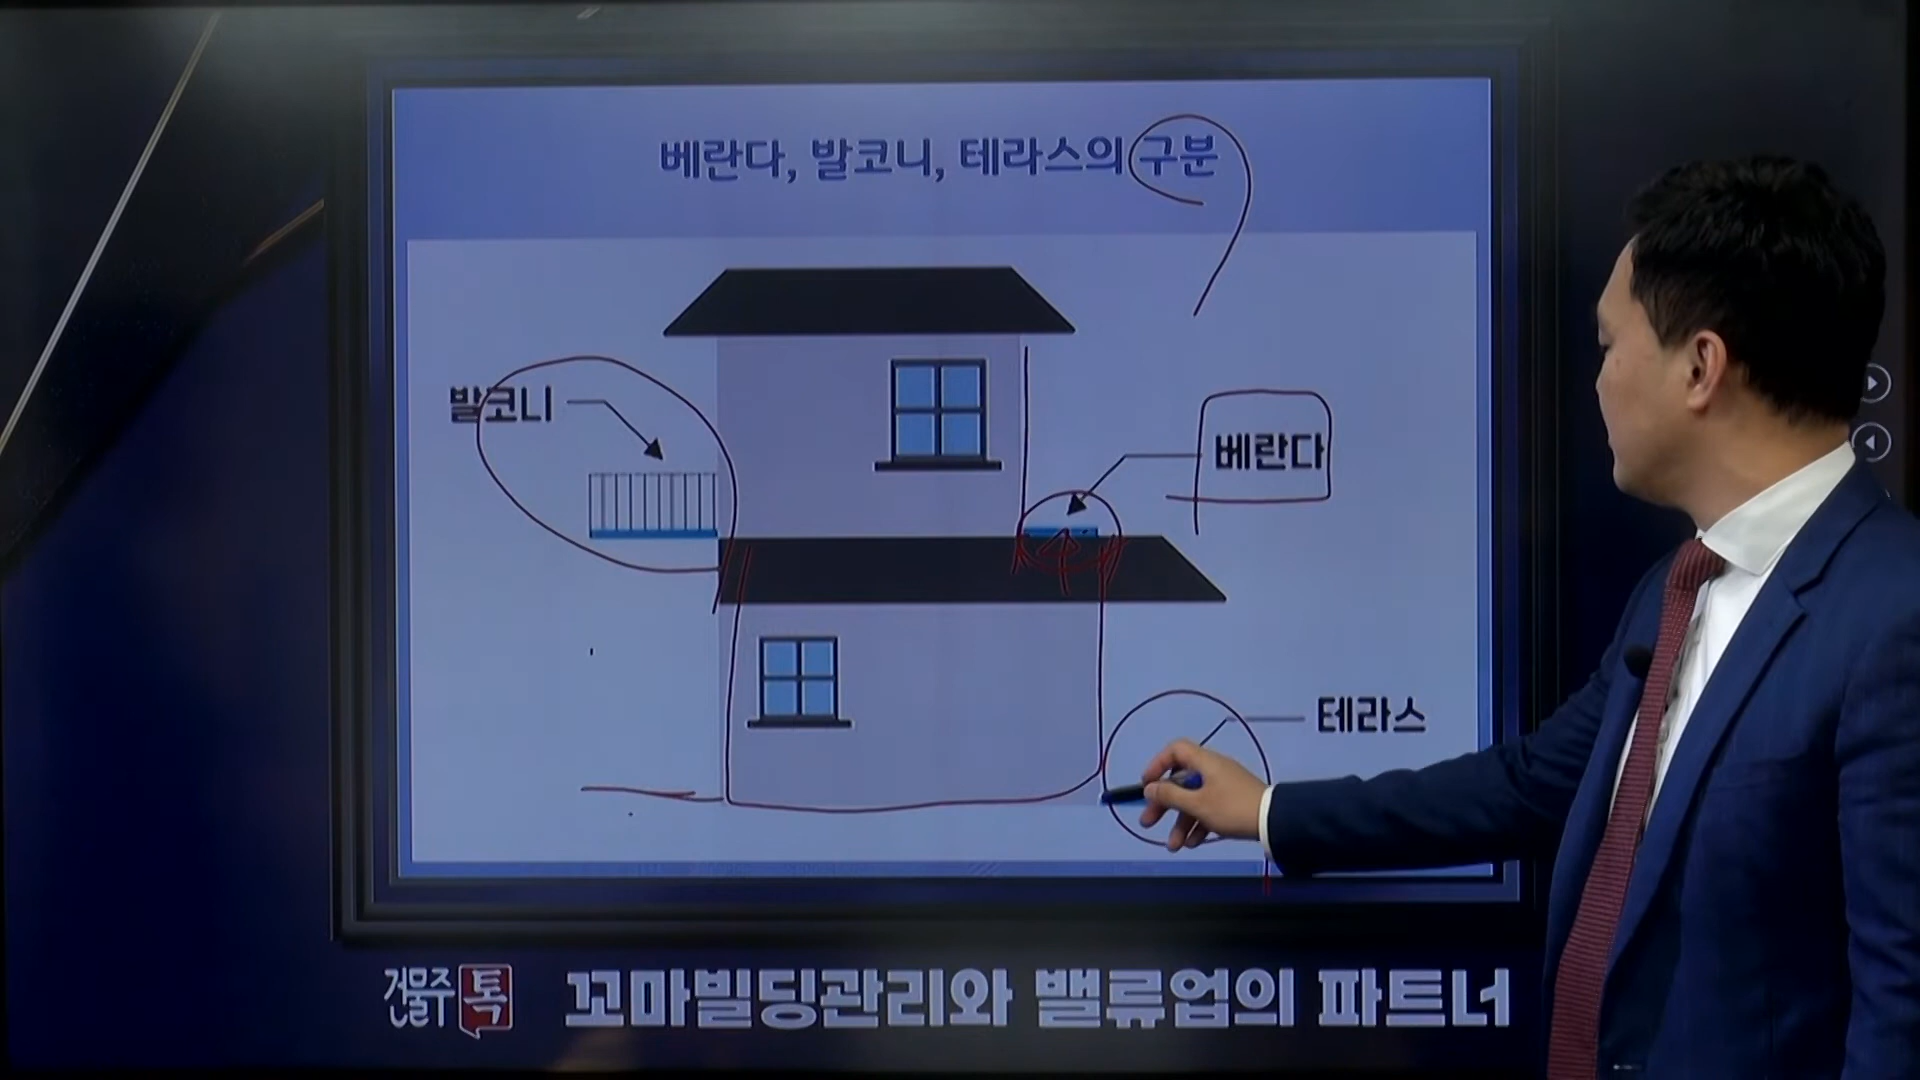 베란다, 발코니, 테라스의 구분
발코니
베란다
테라스
건물주
톡
꼬마빌딩관리와 밸류업의 파트너